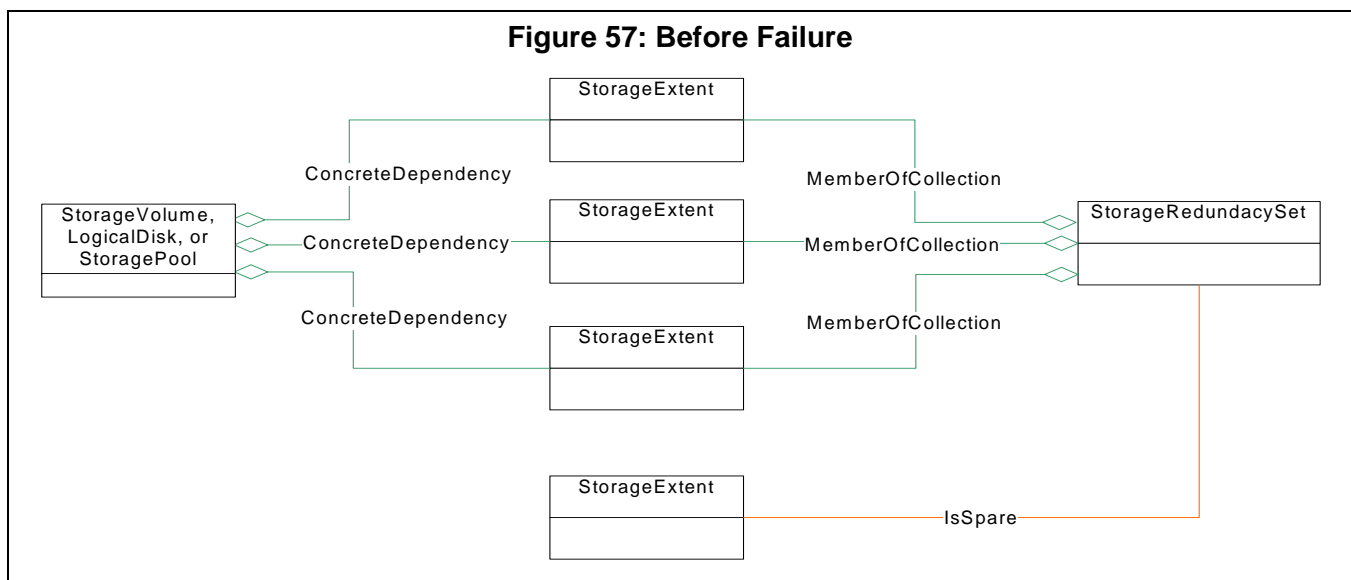 Figure 57: Before Failure
StorageExtent
ConcreteDependency
MemberOfCollection
StorageVolume,
LogicalDisk, or
StoragePool
StorageExtent
StorageRedundacySet
ConcreteDependency
MemberOfCollection
ConcreteDependency
MemberOfCollection
StorageExtent
StorageExtent
IsSpare